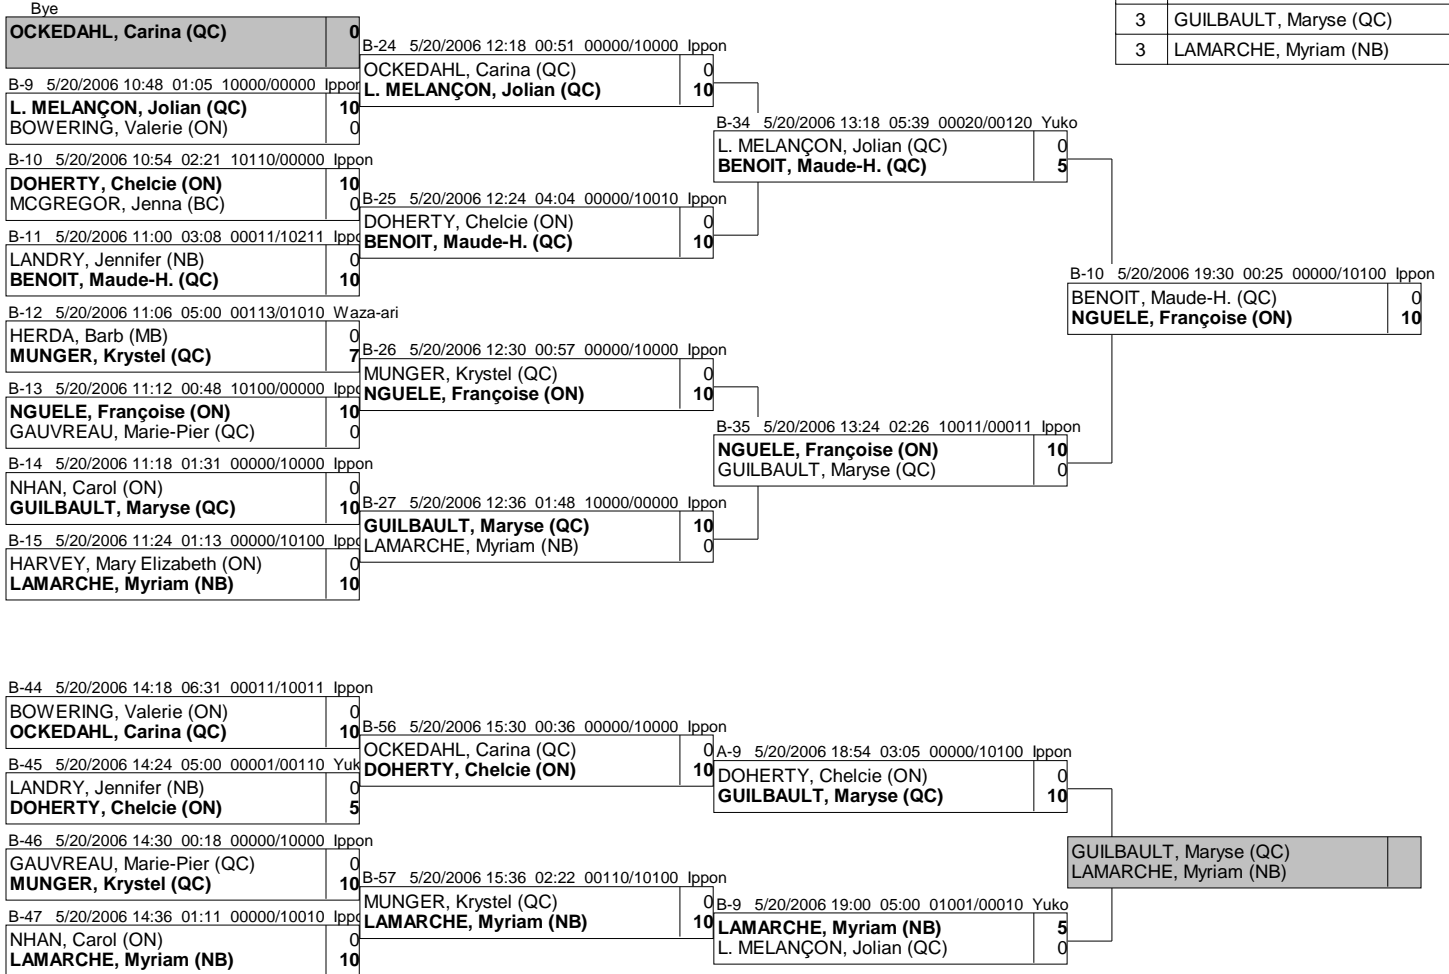 Bye
OCKEDAHL, Carina (QC) 0
B-9 5/20/2006 10:48 01:05 10000/00000 Ippon
L. MELANÇON, Jolian (QC) 10
BOWERING, Valerie (ON) 0
B-10 5/20/2006 10:54 02:21 10110/00000 Ippon
DOHERTY, Chelcie (ON) 10
MCGREGOR, Jenna (BC) 0
B-11 5/20/2006 11:00 03:08 00011/10211 Ippo
LANDRY, Jennifer (NB) 0
BENOIT, Maude-H. (QC) 10
B-12 5/20/2006 11:06 05:00 00113/01010 Waza-ari
HERDA, Barb (MB) 0
MUNGER, Krystel (QC) 7
B-13 5/20/2006 11:12 00:48 10100/00000 Ippo
NGUELE, Françoise (ON) 10
GAUVREAU, Marie-Pier (QC) 0
B-14 5/20/2006 11:18 01:31 00000/10000 Ippon
NHAN, Carol (ON) 0
GUILBAULT, Maryse (QC) 10
B-15 5/20/2006 11:24 01:13 00000/10100 Ippo
HARVEY, Mary Elizabeth (ON) 0
LAMARCHE, Myriam (NB) 10
B-24 5/20/2006 12:18 00:51 00000/10000 Ippon
OCKEDAHL, Carina (QC) 0
L. MELANÇON, Jolian (QC) 10
B-25 5/20/2006 12:24 04:04 00000/10010 Ippon
DOHERTY, Chelcie (ON) 0
BENOIT, Maude-H. (QC) 10
B-26 5/20/2006 12:30 00:57 00000/10000 Ippon
MUNGER, Krystel (QC) 0
NGUELE, Françoise (ON) 10
B-27 5/20/2006 12:36 01:48 10000/00000 Ippon
GUILBAULT, Maryse (QC) 10
LAMARCHE, Myriam (NB) 0
B-34 5/20/2006 13:18 05:39 00020/00120 Yuko
L. MELANÇON, Jolian (QC) 0
BENOIT, Maude-H. (QC) 5
B-35 5/20/2006 13:24 02:26 10011/00011 Ippon
NGUELE, Françoise (ON) 10
GUILBAULT, Maryse (QC) 0
B-10 5/20/2006 19:30 00:25 00000/10100 Ippon
BENOIT, Maude-H. (QC) 0
NGUELE, Françoise (ON) 10
3 GUILBAULT, Maryse (QC)
3 LAMARCHE, Myriam (NB)
B-44 5/20/2006 14:18 06:31 00011/10011 Ippon
BOWERING, Valerie (ON) 0
OCKEDAHL, Carina (QC) 10
B-45 5/20/2006 14:24 05:00 00001/00110 Yuk
LANDRY, Jennifer (NB) 0
DOHERTY, Chelcie (ON) 5
B-46 5/20/2006 14:30 00:18 00000/10000 Ippon
GAUVREAU, Marie-Pier (QC) 0
MUNGER, Krystel (QC) 10
B-47 5/20/2006 14:36 01:11 00000/10010 Ippo
NHAN, Carol (ON) 0
LAMARCHE, Myriam (NB) 10
B-56 5/20/2006 15:30 00:36 00000/10000 Ippon
OCKEDAHL, Carina (QC) 0
DOHERTY, Chelcie (ON) 10
B-57 5/20/2006 15:36 02:22 00110/10100 Ippon
MUNGER, Krystel (QC) 0
LAMARCHE, Myriam (NB) 10
A-9 5/20/2006 18:54 03:05 00000/10100 Ippon
DOHERTY, Chelcie (ON) 0
GUILBAULT, Maryse (QC) 10
B-9 5/20/2006 19:00 05:00 01001/00010 Yuko
LAMARCHE, Myriam (NB) 5
L. MELANÇON, Jolian (QC) 0
GUILBAULT, Maryse (QC)
LAMARCHE, Myriam (NB)